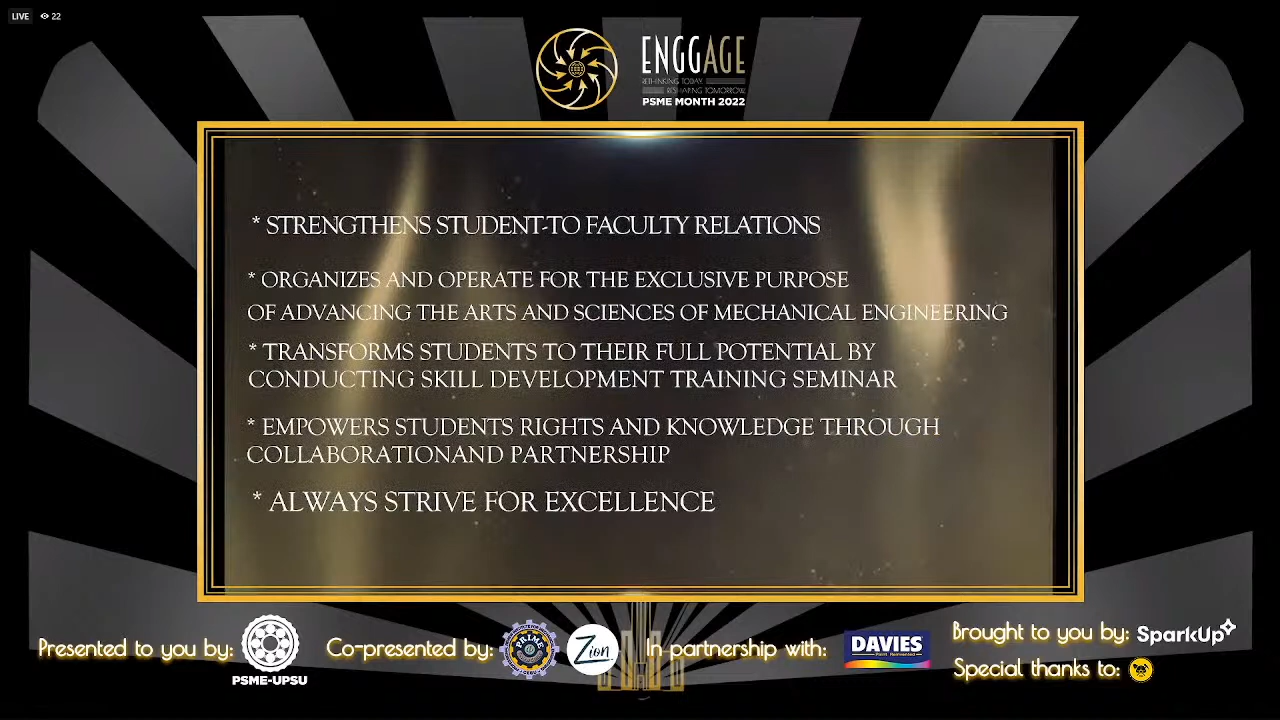 LIVE 22
ENGGAGE
RETHINKING TODAY,
RESHAPING TOMORROW
PSME MONTH 2022
* STRENGTHENS STUDENT-TO FACULTY RELATIONS
* ORGANIZES AND OPERATE FOR THE EXCLUSIVE PURPOSE
OF ADVANCING THE ARTS AND SCIENCES OF MECHANICAL ENGINEERING
* TRANSFORMS STUDENTS TO THEIR FULL POTENTIAL BY
CONDUCTING SKILL DEVELOPMENT TRAINING SEMINAR
* EMPOWERS STUDENTS RIGHTS AND KNOWLEDGE THROUGH
COLLABORATIONAND PARTNERSHIP
* ALWAYS STRIVE FOR EXCELLENCE
Presented to you by:
PSME-UPSU
Co-presented by:
PRIME
Zion
In partnership with:
DAVIES
Paint Reinvented
Brought to you by: SparkUp
Special thanks to: